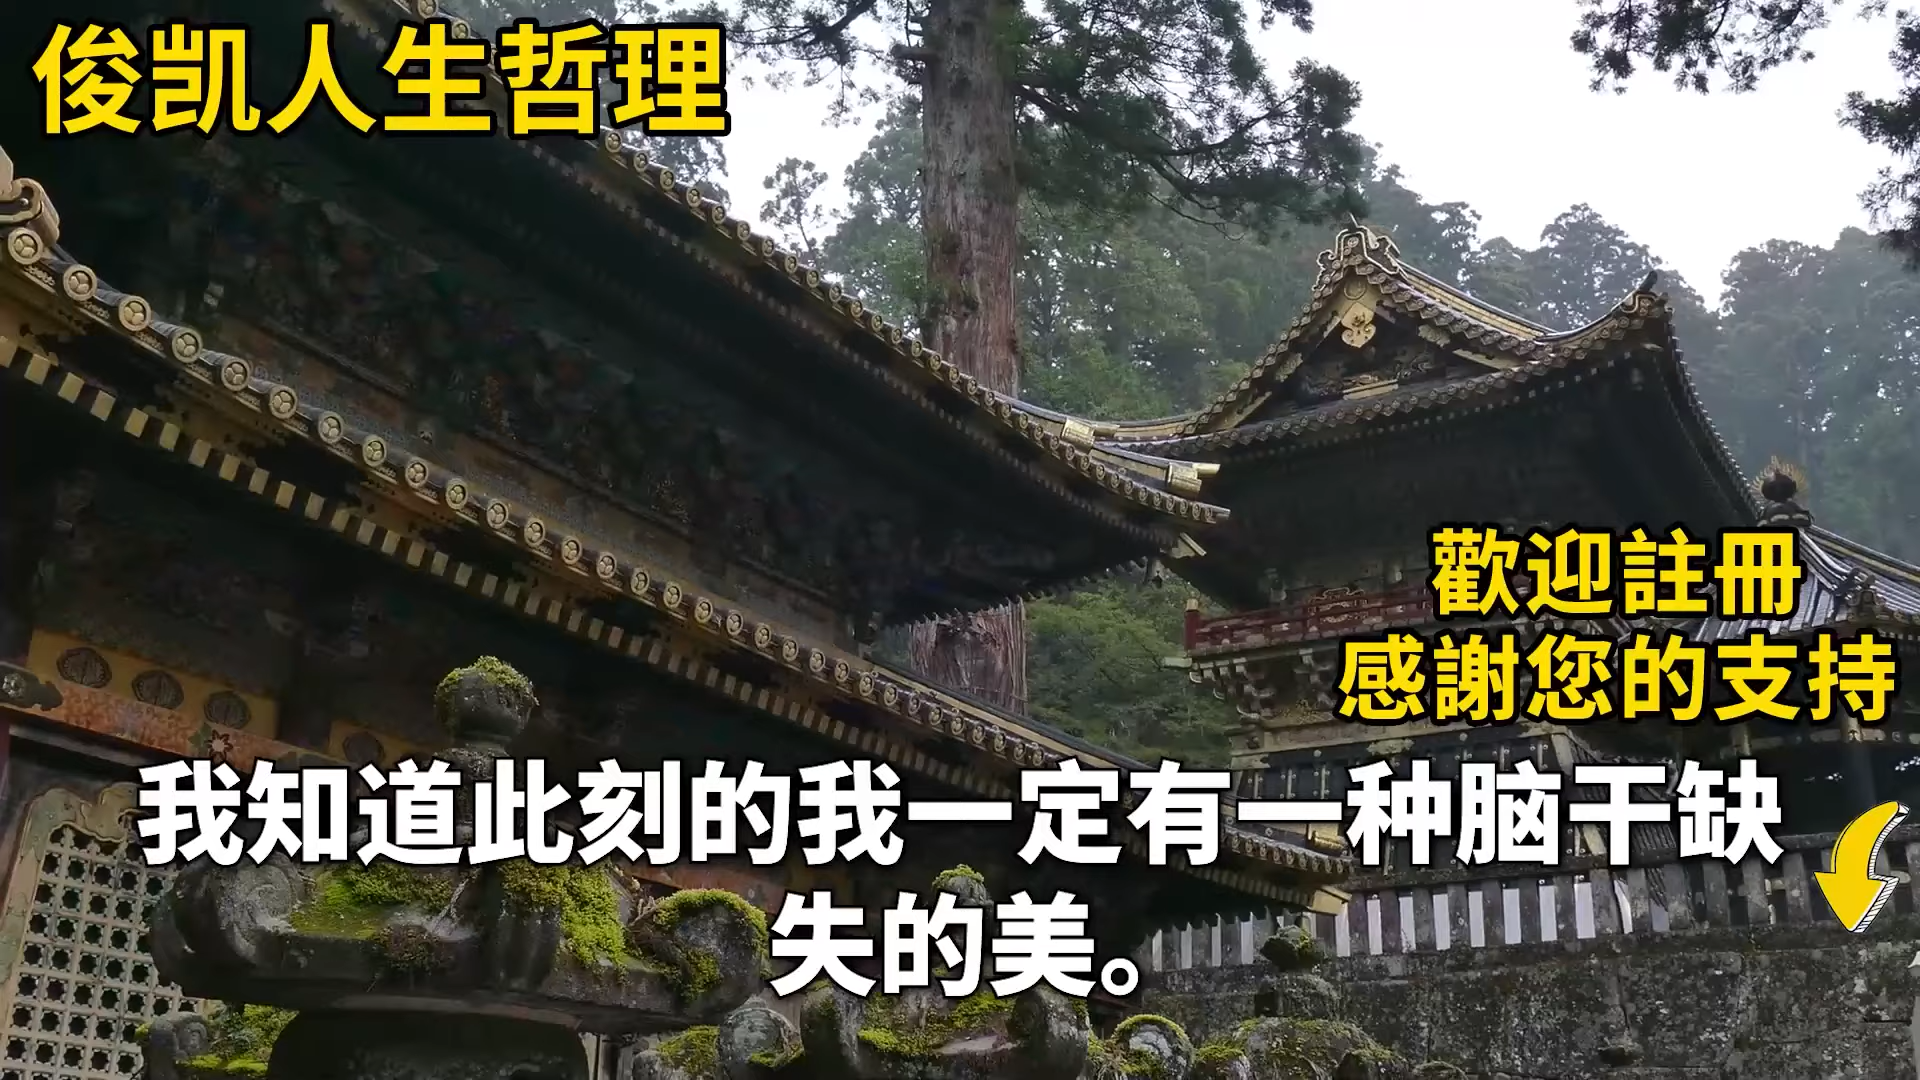 俊凯人生哲理
歡迎註冊
感謝您的支持
我知道此刻的我一定有一种脑干缺
失的美。